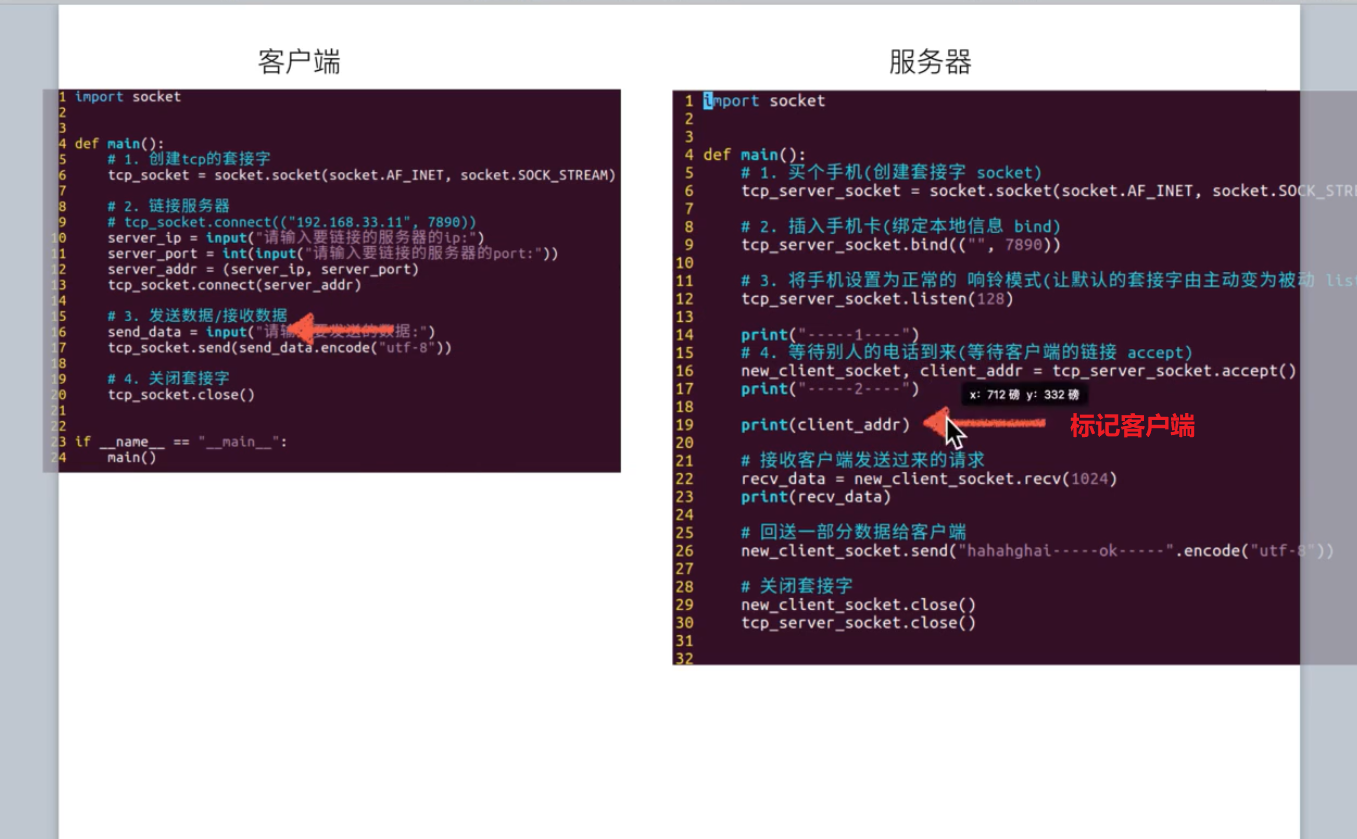 客户端
服务器
1 import socket
2
3
4 def main():
5 # 1. 创建tcp的套接字
6 tcp_socket = socket.socket(socket.AF_INET, socket.SOCK_STREAM)
7
8 # 2. 链接服务器
9 # tcp_socket.connect(("192.168.33.11", 7890))
10 server_ip = input("请输入要链接的服务器的ip:")
11 server_port = int(input("请输入要链接的服务器的port:"))
12 server_addr = (server_ip, server_port)
13 tcp_socket.connect(server_addr)
14
15 # 3. 发送数据/接收数据
16 send_data = input("请输入要发送的数据:")
17 tcp_socket.send(send_data.encode("utf-8"))
18
19 # 4. 关闭套接字
20 tcp_socket.close()
21
22
23 if __name__ == "__main__":
24 main()
1 import socket
2
3
4 def main():
5 # 1. 买个手机(创建套接字 socket)
6 tcp_server_socket = socket.socket(socket.AF_INET, socket.SOCK_STRE
7
8 # 2. 插入手机卡(绑定本地信息 bind)
9 tcp_server_socket.bind(("", 7890))
10
11 # 3. 将手机设置为正常的 响铃模式(让默认的套接字由主动变为被动 lis
12 tcp_server_socket.listen(128)
13
14 print("-----1----")
15 # 4. 等待别人的电话到来(等待客户端的链接 accept)
16 new_client_socket, client_addr = tcp_server_socket.accept()
17 print("-----2----")
x: 712 磅 y: 332 磅
18
19 print(client_addr) 标记客户端
20
21 # 接收客户端发送过来的请求
22 recv_data = new_client_socket.recv(1024)
23 print(recv_data)
24
25 # 回送一部分数据给客户端
26 new_client_socket.send("hahahghai-----ok-----".encode("utf-8"))
27
28 # 关闭套接字
29 new_client_socket.close()
30 tcp_server_socket.close()
31
32